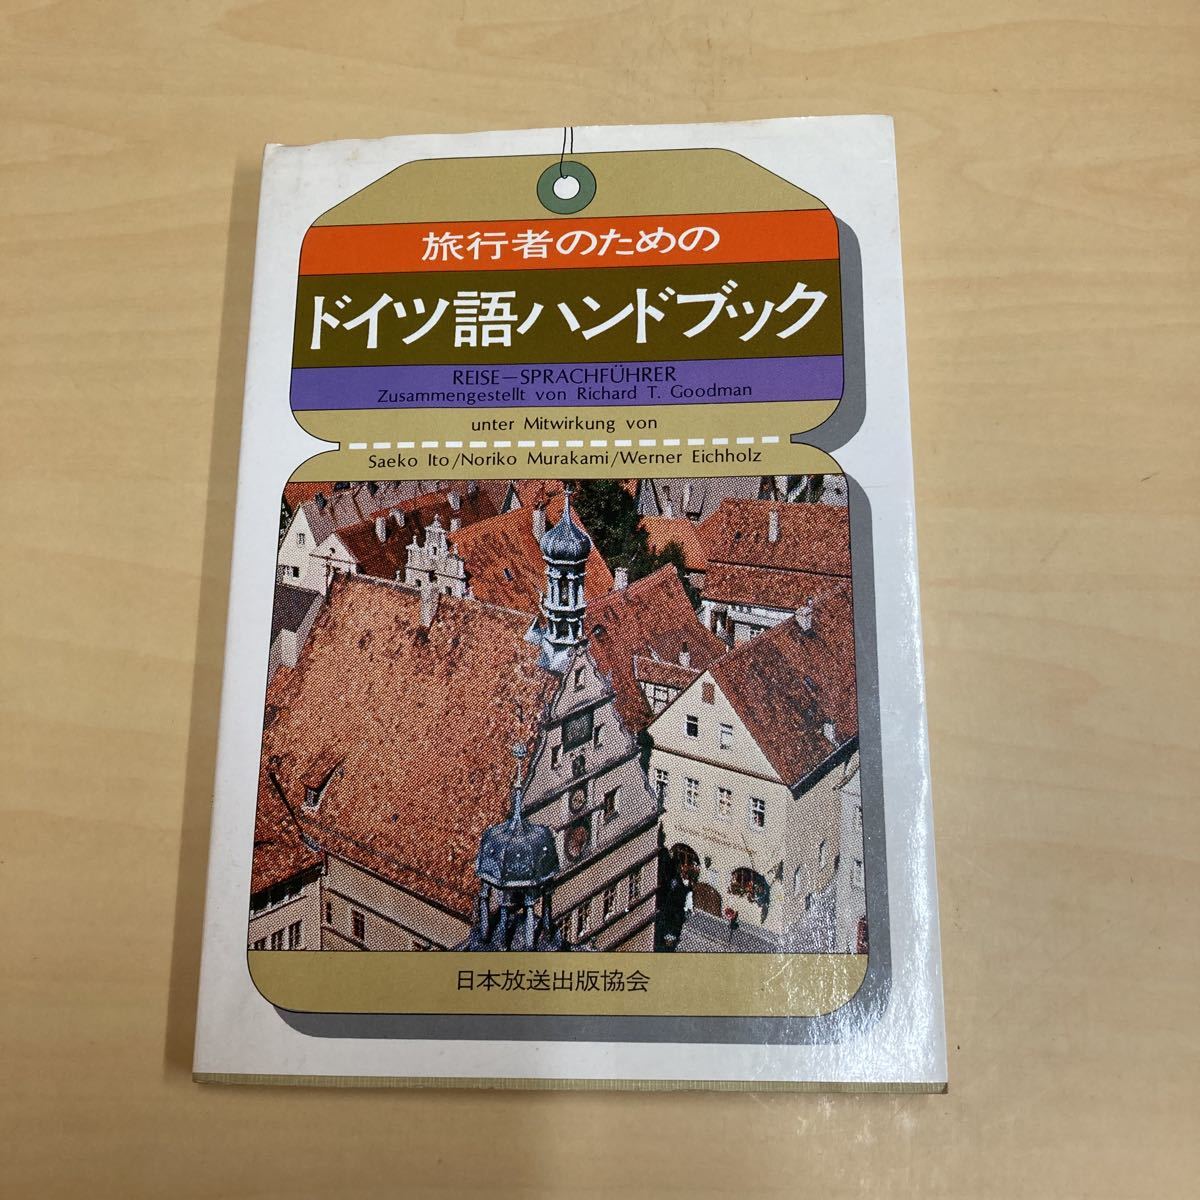 旅行者のための
ドイツ語ハンドブック
REISE—SPRACHFÜHRER
Zusammengestellt von Richard T. Goodman
unter Mitwirkung von
Saeko Ito/Noriko Murakami/Werner Eichholz
日本放送出版協会